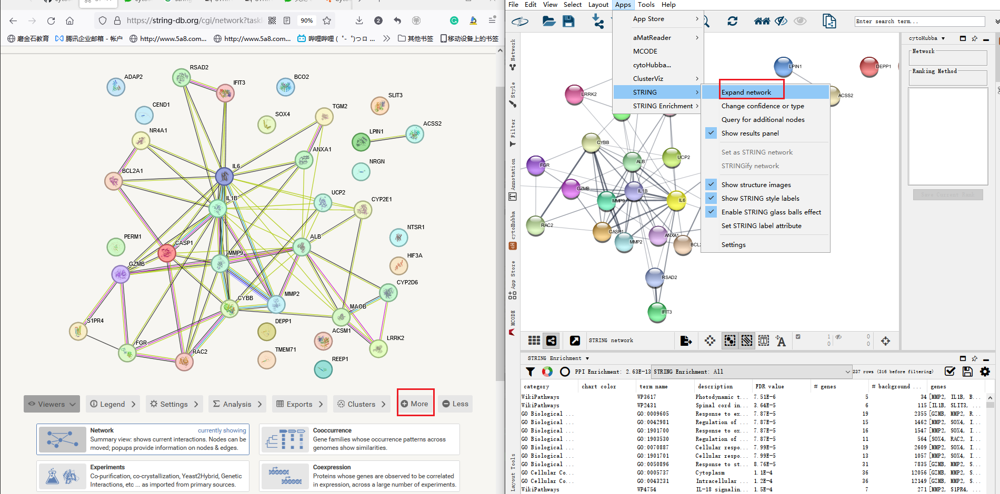 https://string-db.org/cgi/network?task
90%
2
磨金石教育
腾讯企业邮箱 - 帐户
http://www.5a8.com...
http://www.5a8.com...
哔哩哔哩 ( ゜- ゜)つロ ...
其他书签
移动设备上的书签
RSAD2
ADAP2
IFIT3
BCO2
SLIT3
CEND1
TGM2
SOX4
ACSS2
NR4A1
LPIN1
ANXA1
NRGN
IL6
BCL2A1
UCP2
IL1B
CYP2E1
NTSR1
PERM1
ALB
CASP1
MMP9
HIF3A
GZMB
CYP2D6
MMP2
CYBB
MAOB
S1PR4
DEPP1
ACSM1
LRRK2
FGR
RAC2
TMEM71
REEP1
Viewers
Legend
Settings
Analysis
Exports
Clusters
More
Less
Network
currently showing
Summary view: shows current interactions. Nodes can be
moved; popups provide information on nodes & edges.
Cooccurrence
Gene families whose occurrence patterns across
genomes show similarities.
Experiments
Co-purification, co-crystallization, Yeast2Hybrid, Genetic
Interactions, etc ... as imported from primary sources.
Coexpression
Proteins whose genes are observed to be correlated
in expression, across a large number of experiments.
File Edit View Select Layout Apps Tools Help
Enter search term...
App Store
aMatReader
MCODE
cytoHubba...
ClusterViz
STRING
STRING Enrichment
Expand network
Change confidence or type
Query for additional nodes
Show results panel
Set as STRING network
STRINGify network
Show structure images
Show STRING style labels
Enable STRING glass balls effect
Set STRING label attribute
Settings
Network
Style
Filter
Annotation
cH cytoHubba
App Store
MCODE
Layout Tools
LPIN1
DEPP1
LRRK2
ACSS2
CYBB
UCP2
ALB
FGR
GZMB
IL1B
MMP9
IL6
RAC2
CASP1
ANXA1
MMP2
BCL
RSAD2
IFIT3
cytoHubba
Network
Ranking Method
Save Current Rank
STRING network
1
0
0
0
STRING Enrichment
PPI Enrichment: 2.63E-13
STRING Enrichment: All
237 rows (316 before filtering)
category chart color term name description FDR value # genes # background ... genes
WikiPathways WP3617 Photodynamic t... 7.51E-6 5 34 [MMP2, IL1B, B...
WikiPathways WP2431 Spinal cord in... 3.64E-5 6 115 [IL1B, SLIT3, ...
GO Biological ... GO:0009605 Response to ex... 7.87E-5 19 2355 [GZMB, MMP2, R...
GO Biological ... GO:0042981 Regulation of ... 7.87E-5 15 1462 [MMP2, SOX4, I...
GO Biological ... GO:1901700 Response to ox... 7.87E-5 16 1547 [MMP2, SOX4, I...
GO Biological ... GO:1903530 Regulation of ... 7.87E-5 11 564 [SOX4, RAC2, I...
GO Biological ... GO:0070887 Cellular respo... 7.99E-5 19 2609 [MMP2, SOX4, I...
GO Biological ... GO:1901701 Cellular respo... 7.99E-5 13 1057 [MMP2, SOX4, I...
GO Biological ... GO:0050896 Response to st... 8.76E-5 31 7835 [GZMB, MMP2, S...
GO Cellular Co... GO:0005737 Cytoplasm 1.1E-4 36 12056 [GZMB, MMP2, S...
GO Cellular Co... GO:0043231 Intracellular ... 1.2E-4 36 12149 [GZMB, MMP2, S...
WikiPathways WP4754 IL-18 signalin... 1.5E-4 7 271 [MMP2, S1PR4, ...